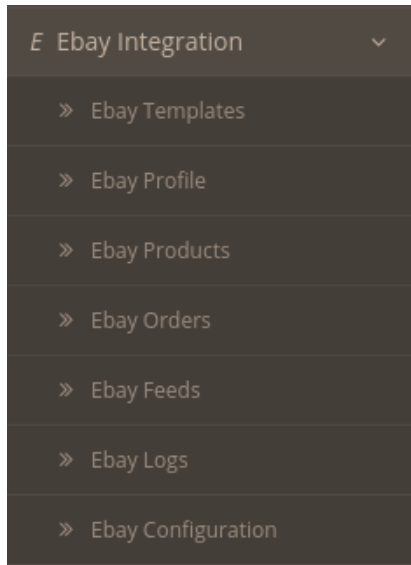 E Ebay Integration
Ebay Templates
Ebay Profile
Ebay Products
Ebay Orders
Ebay Feeds
Ebay Logs
Ebay Configuration